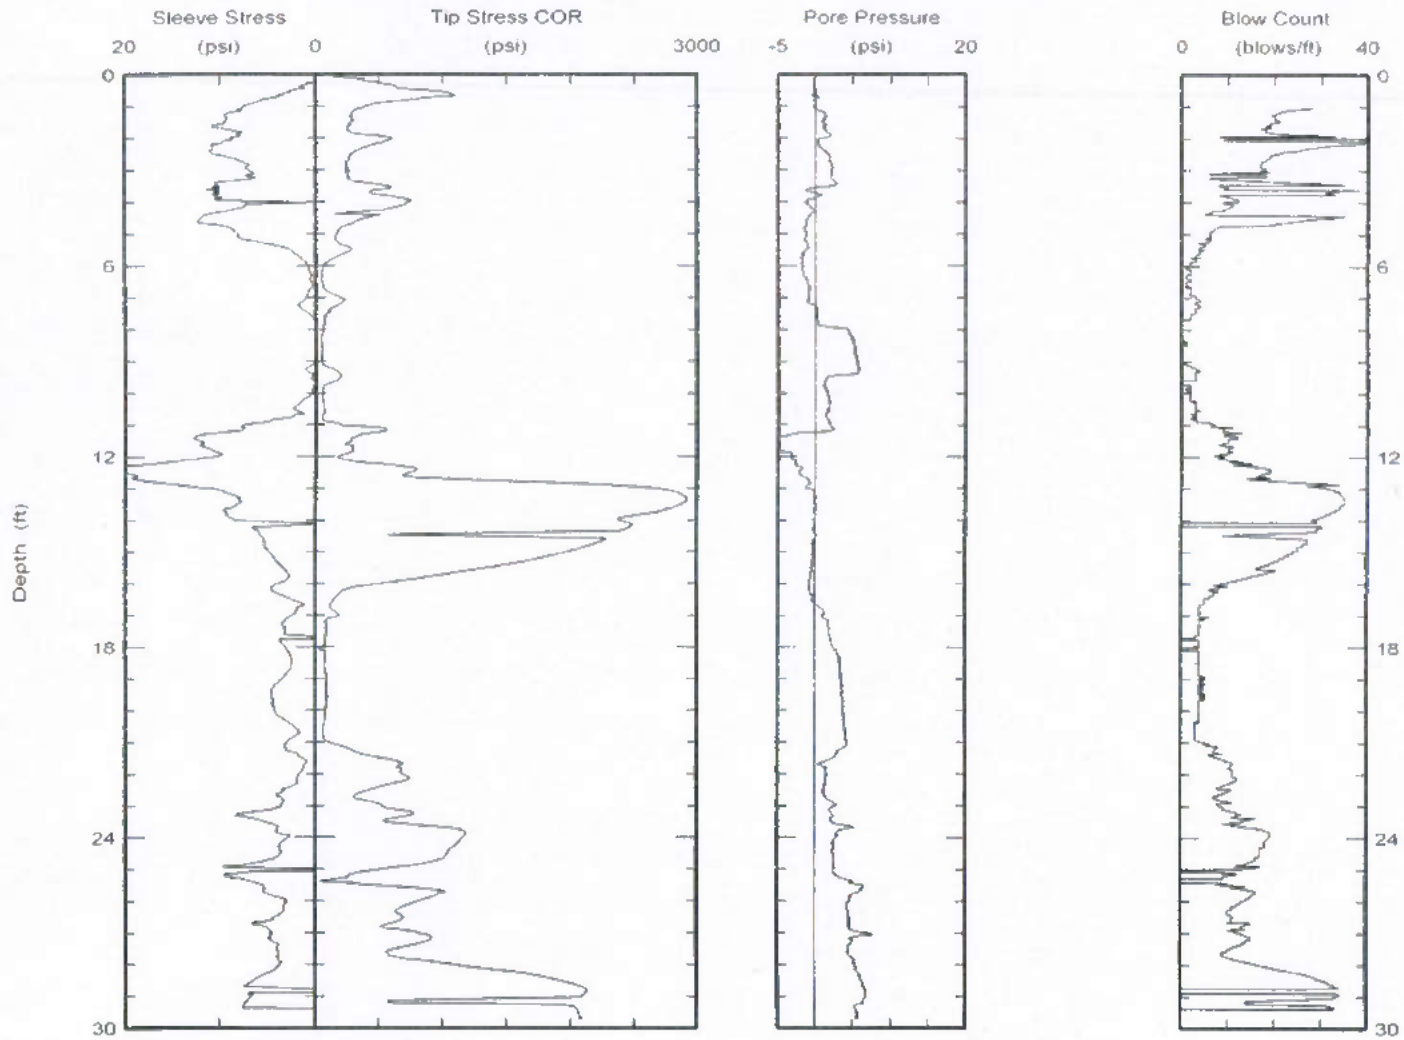 Sleeve Stress Tip Stress COR Pore Pressure Blow Count
(psi) (psi) (psi) (blows/ft)
20 0 3000 -5 20 0 40
0 0
6 6
12 12
Depth (ft)
18 18
24 24
30 30